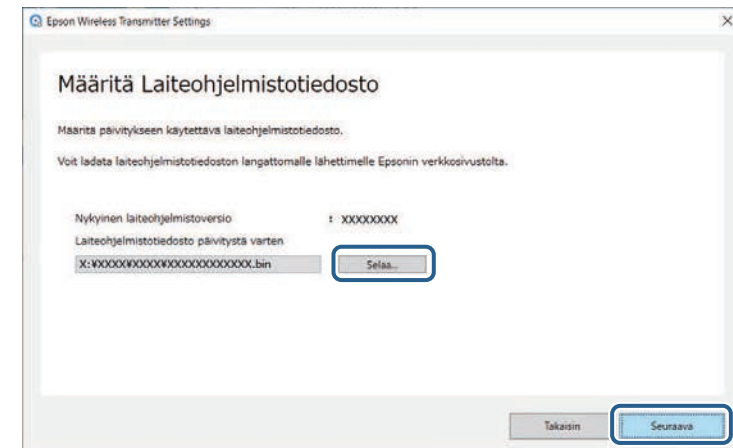 Epson Wireless Transmitter Settings
Määritä Laiteohjelmistotiedosto
Määritä päivitykseen käytettävä laiteohjelmistotiedosto.
Voit ladata laiteohjelmistotiedoston langattomalle lähettimelle Epsonin verkkosivustolta.
Nykyinen laiteohjelmistoversio : XXXXXXXX
Laiteohjelmistotiedosto päivitystä varten
X:¥XXXX¥XXXX¥XXXXXXXXXXXX.bin Selaa...
Takaisin Seuraava